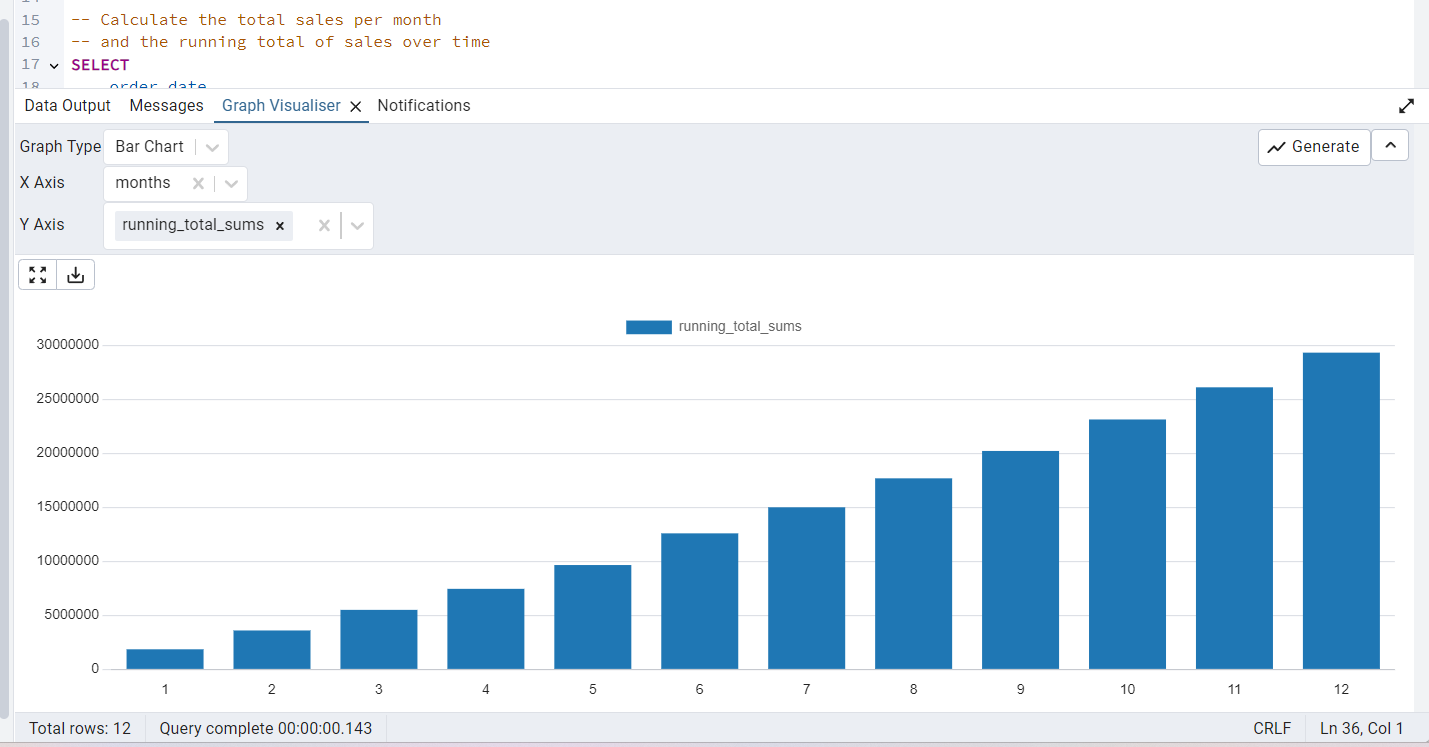 15 -- Calculate the total sales per month
16 -- and the running total of sales over time
17 SELECT
18 order_date
Data Output Messages Graph Visualiser Notifications
Graph Type Bar Chart Generate
X Axis months
Y Axis running_total_sums
running_total_sums
30000000
25000000
20000000
15000000
10000000
5000000
0
1 2 3 4 5 6 7 8 9 10 11 12
Total rows: 12 Query complete 00:00:00.143 CRLF Ln 36, Col 1